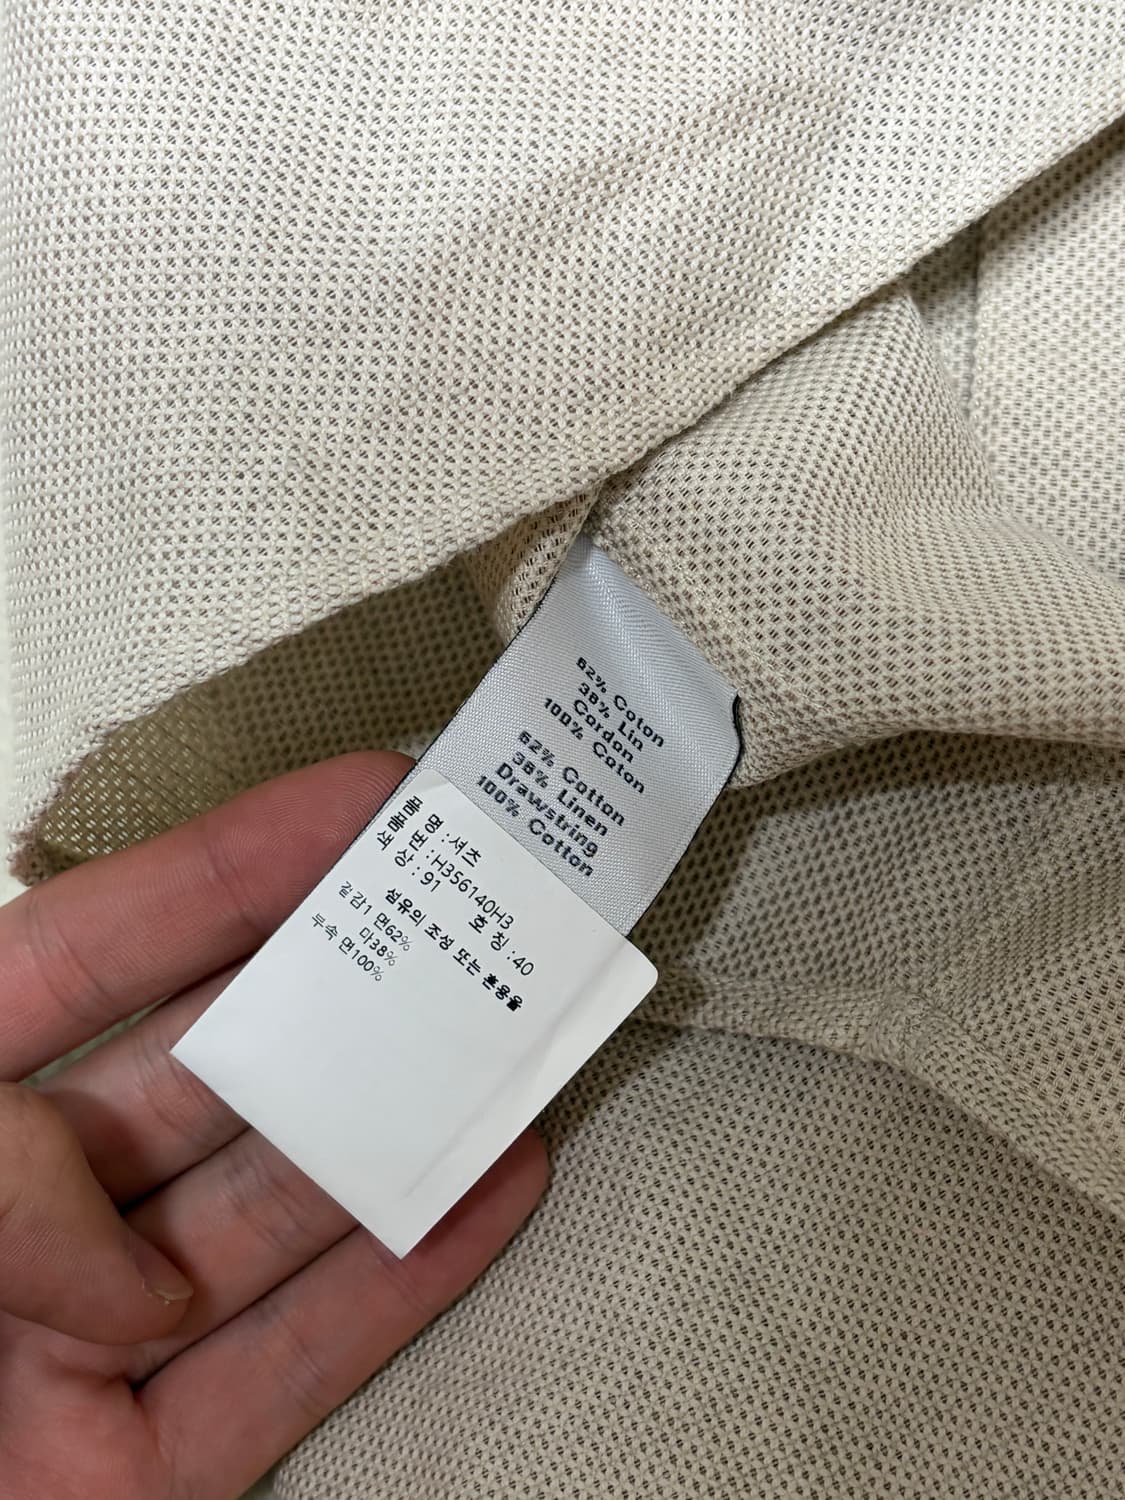 62% Coton
38% Lin
Cordon
100% Coton
62% Cotton
38% Linen
Drawstring
100% Cotton
품 명 : 셔츠
품 번 : H356140H3
색 상 : 91 호 칭 : 40
섬유의 조성 또는 혼용율
겉감1 면62%
마38%
부속 면100%